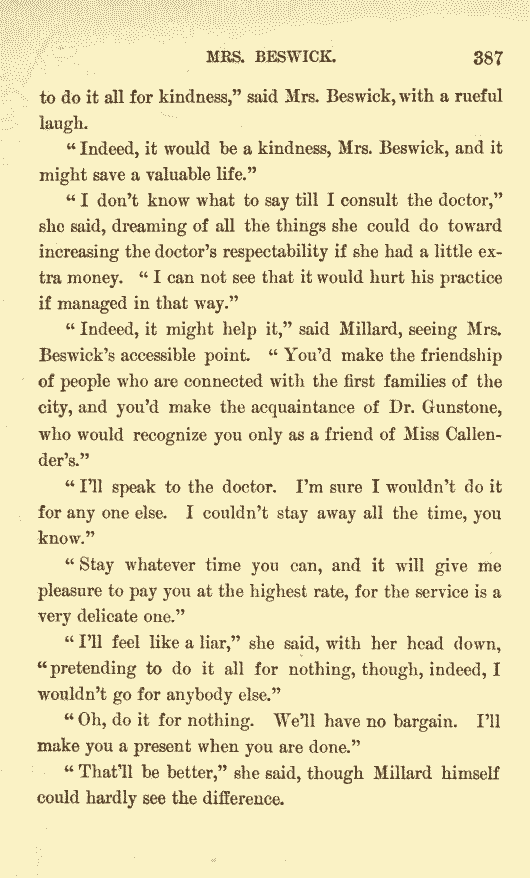 MRS. BESWICK. 387
to do it all for kindness,” said Mrs. Beswick, with a rueful
laugh.
“Indeed, it would be a kindness, Mrs. Beswick, and it
might save a valuable life.”
“I don’t know what to say till I consult the doctor,”
she said, dreaming of all the things she could do toward
increasing the doctor’s respectability if she had a little ex-
tra money. “I can not see that it would hurt his practice
if managed in that way.”
“Indeed, it might help it,” said Millard, seeing Mrs.
Beswick’s accessible point. “You’d make the friendship
of people who are connected with the first families of the
city, and you’d make the acquaintance of Dr. Gunstone,
who would recognize you only as a friend of Miss Callen-
der’s.”
“I’ll speak to the doctor. I’m sure I wouldn’t do it
for any one else. I couldn’t stay away all the time, you
know.”
“Stay whatever time you can, and it will give me
pleasure to pay you at the highest rate, for the service is a
very delicate one.”
“I’ll feel like a liar,” she said, with her head down,
“pretending to do it all for nothing, though, indeed, I
wouldn’t go for anybody else.”
“Oh, do it for nothing. We’ll have no bargain. I’ll
make you a present when you are done.”
“That’ll be better,” she said, though Millard himself
could hardly see the difference.